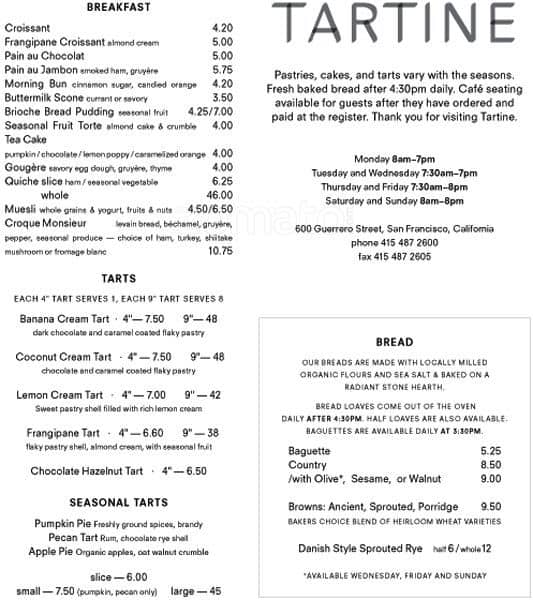 BREAKFAST
Croissant 4.20
Frangipane Croissant almond cream 5.00
Pain au Chocolat 5.00
Pain au Jambon smoked ham, gruyère 5.75
Morning Bun cinnamon sugar, candied orange 4.20
Buttermilk Scone currant or savory 3.50
Brioche Bread Pudding seasonal fruit 4.25/7.00
Seasonal Fruit Torte almond cake & crumble 4.00
Tea Cake
pumpkin / chocolate / lemon poppy / caramelized orange 4.00
Gougère savory egg dough, gruyère, thyme 4.00
Quiche slice ham / seasonal vegetable 6.25
whole 46.00
Muesli whole grains & yogurt, fruits & nuts 4.50/6.50
Croque Monsieur levain bread, béchamel, gruyère,
pepper, seasonal produce — choice of ham, turkey, shiitake
mushroom or fromage blanc 10.75
TARTS
EACH 4" TART SERVES 1, EACH 9" TART SERVES 8
Banana Cream Tart · 4"— 7.50 9"— 48
dark chocolate and caramel coated flaky pastry
Coconut Cream Tart · 4" — 7.50 9"— 48
chocolate and caramel coated flaky pastry
Lemon Cream Tart · 4" — 7.00 9" — 42
Sweet pastry shell filled with rich lemon cream
Frangipane Tart · 4" — 6.60 9" — 38
flaky pastry shell, almond cream, with seasonal fruit
Chocolate Hazelnut Tart · 4" — 6.50
SEASONAL TARTS
Pumpkin Pie Freshly ground spices, brandy
Pecan Tart Rum, chocolate rye shell
Apple Pie Organic apples, oat walnut crumble
slice — 6.00
small — 7.50 (pumpkin, pecan only) large — 45
TARTINE
Pastries, cakes, and tarts vary with the seasons.
Fresh baked bread after 4:30pm daily. Café seating
available for guests after they have ordered and
paid at the register. Thank you for visiting Tartine.
Monday 8am–7pm
Tuesday and Wednesday 7:30am–7pm
Thursday and Friday 7:30am–8pm
Saturday and Sunday 8am–8pm
600 Guerrero Street, San Francisco, California
phone 415 487 2600
fax 415 487 2605
BREAD
OUR BREADS ARE MADE WITH LOCALLY MILLED
ORGANIC FLOURS AND SEA SALT & BAKED ON A
RADIANT STONE HEARTH.
BREAD LOAVES COME OUT OF THE OVEN
DAILY AFTER 4:30PM. HALF LOAVES ARE ALSO AVAILABLE.
BAGUETTES ARE AVAILABLE DAILY AT 3:30PM.
Baguette 5.25
Country 8.50
/with Olive*, Sesame, or Walnut 9.00
Browns: Ancient, Sprouted, Porridge 9.50
BAKERS CHOICE BLEND OF HEIRLOOM WHEAT VARIETIES
Danish Style Sprouted Rye half 6 / whole 12
*AVAILABLE WEDNESDAY, FRIDAY AND SUNDAY